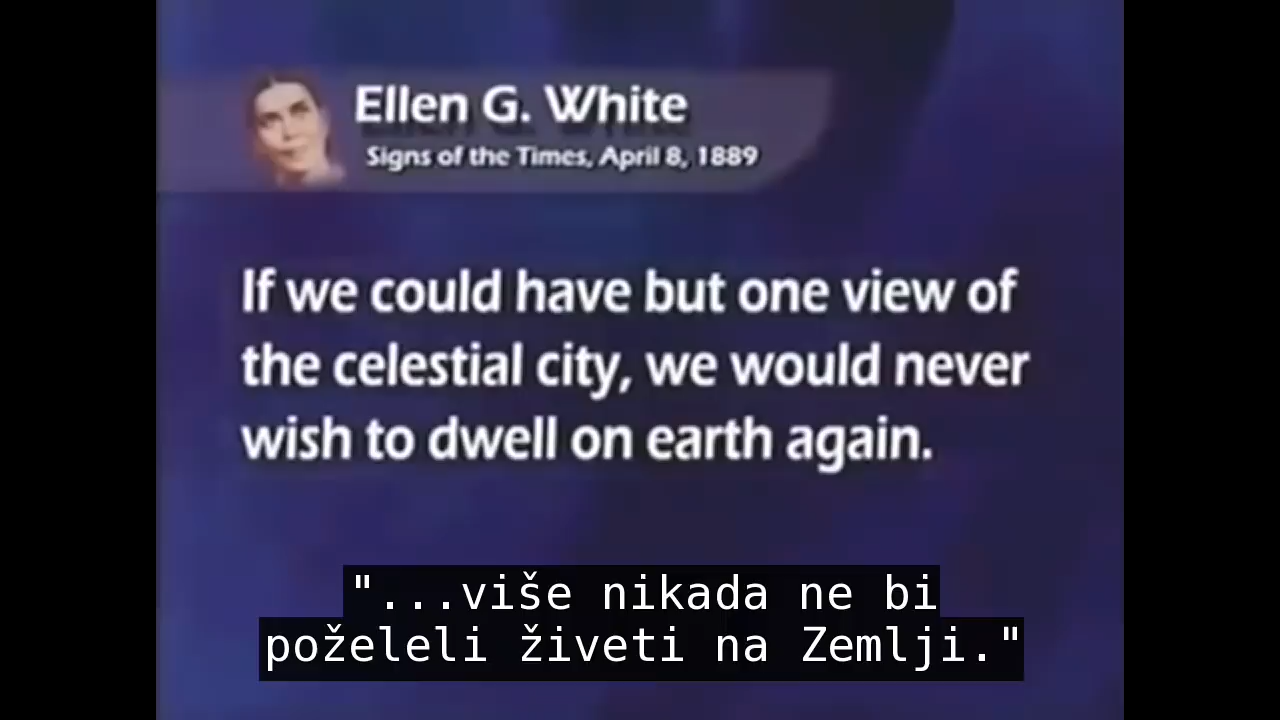 Ellen G. White
Signs of the Times, April 8, 1889
If we could have but one view of
the celestial city, we would never
wish to dwell on earth again.
"...više nikada ne bi
poželeli živeti na Zemlji."